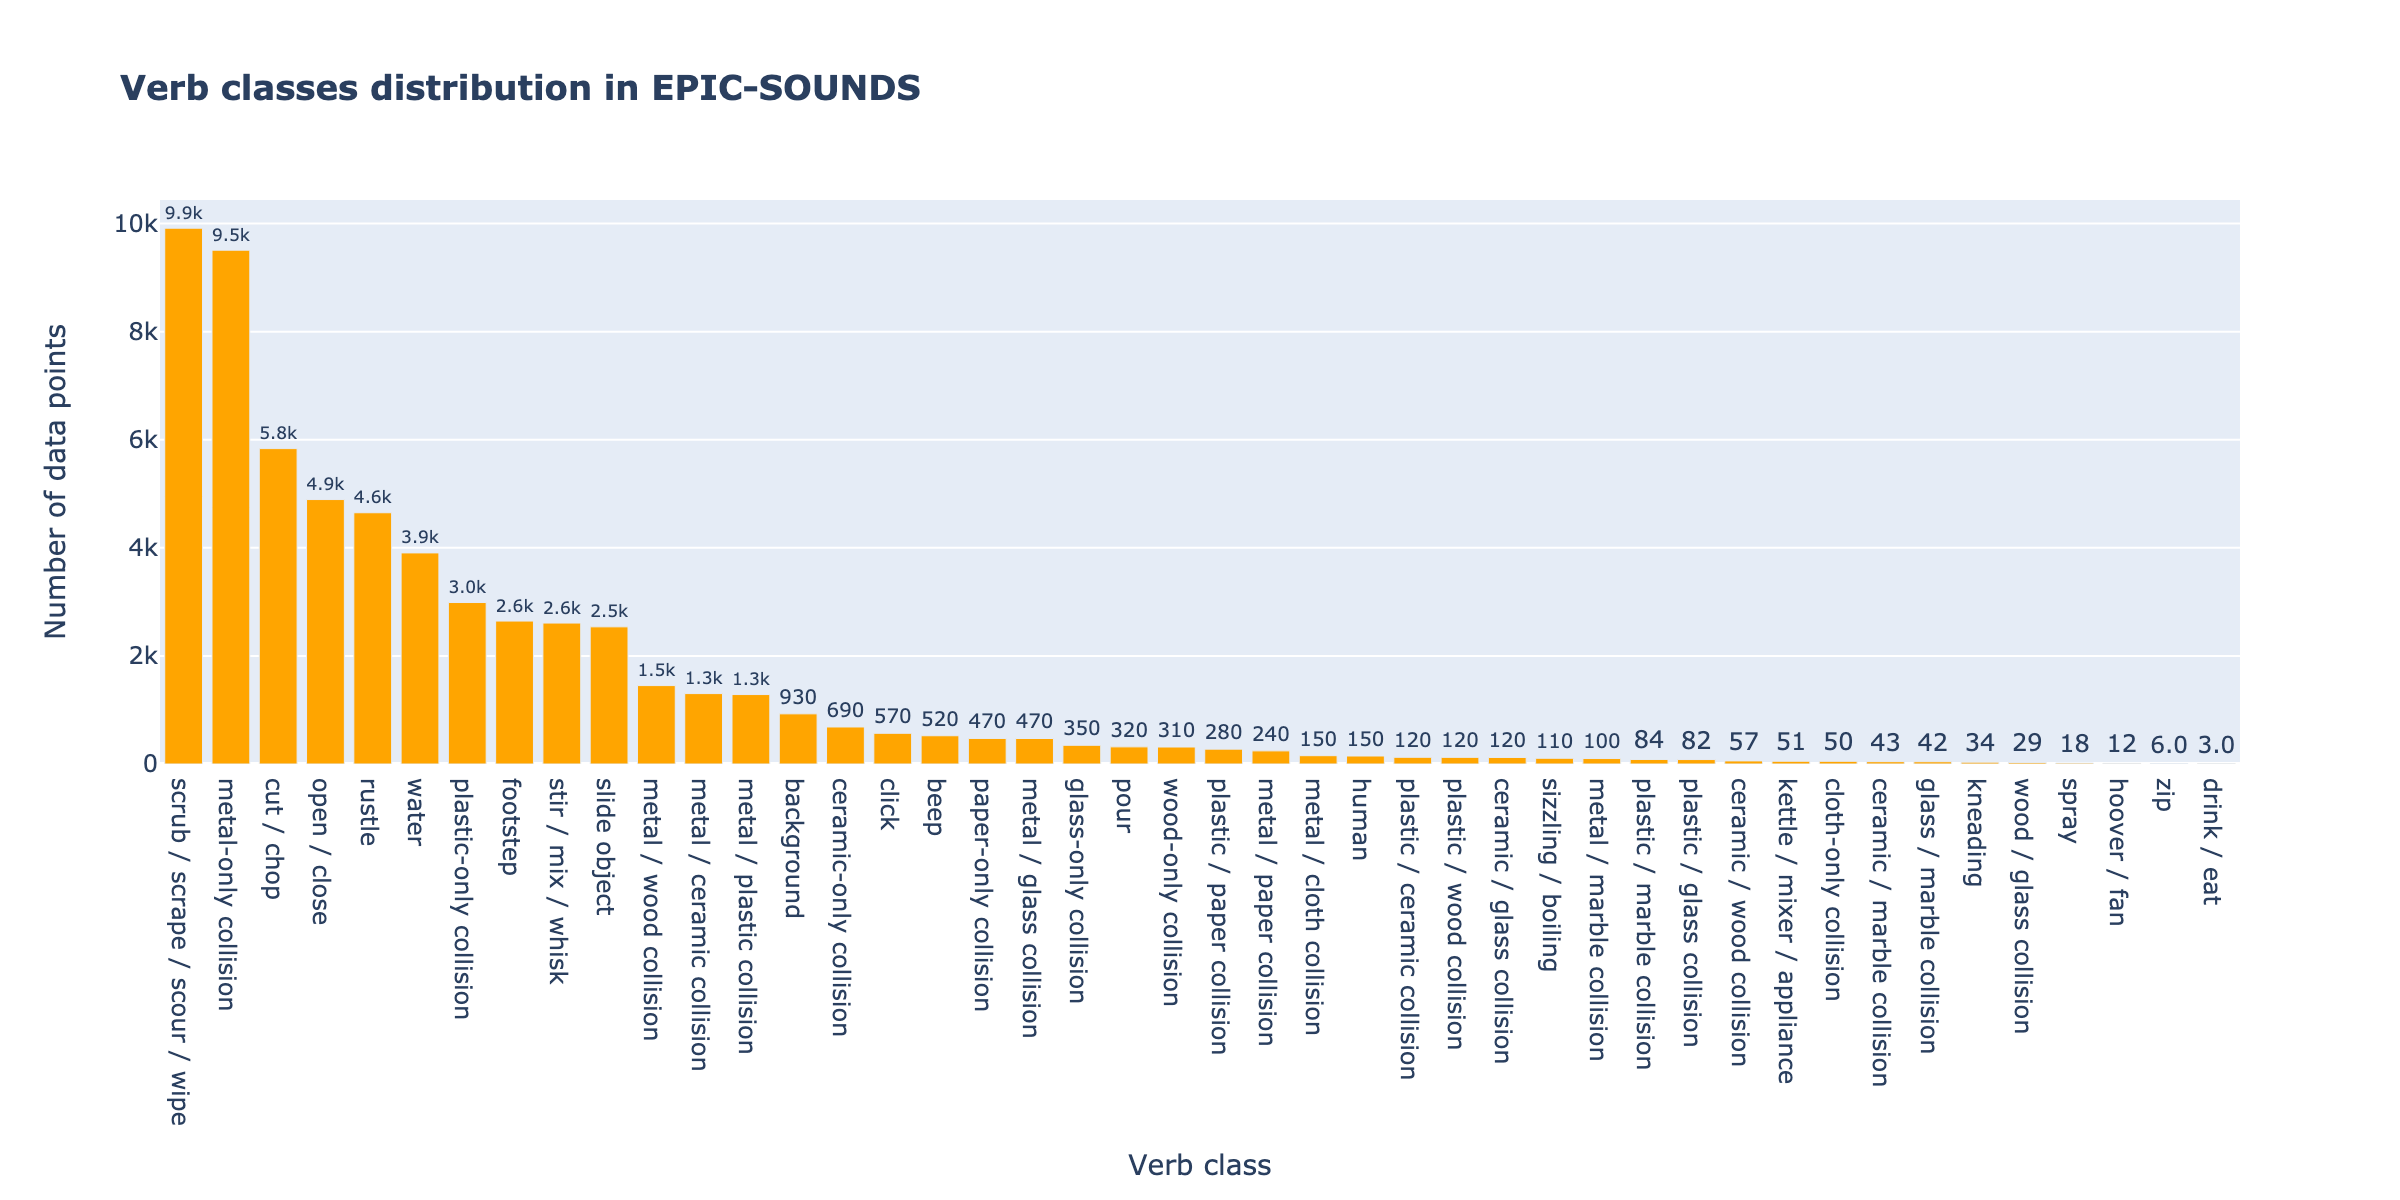 Verb classes distribution in EPIC-SOUNDS
Number of data points
10k
8k
6k
4k
2k
0
9.9k
9.5k
5.8k
4.9k
4.6k
3.9k
3.0k
2.6k
2.6k
2.5k
1.5k
1.3k
1.3k
930
690
570
520
470
470
350
320
310
280
240
150
150
120
120
120
110
100
84
82
57
51
50
43
42
34
29
18
12
6.0
3.0
scrub / scrape / scour / wipe
metal-only collision
cut / chop
open / close
rustle
water
plastic-only collision
footstep
stir / mix / whisk
slide object
metal / wood collision
metal / ceramic collision
metal / plastic collision
background
ceramic-only collision
click
beep
paper-only collision
metal / glass collision
glass-only collision
pour
wood-only collision
plastic / paper collision
metal / paper collision
metal / cloth collision
human
plastic / ceramic collision
plastic / wood collision
ceramic / glass collision
sizzling / boiling
metal / marble collision
plastic / marble collision
plastic / glass collision
ceramic / wood collision
kettle / mixer / appliance
cloth-only collision
ceramic / marble collision
glass / marble collision
kneading
wood / glass collision
spray
hoover / fan
zip
drink / eat
Verb class